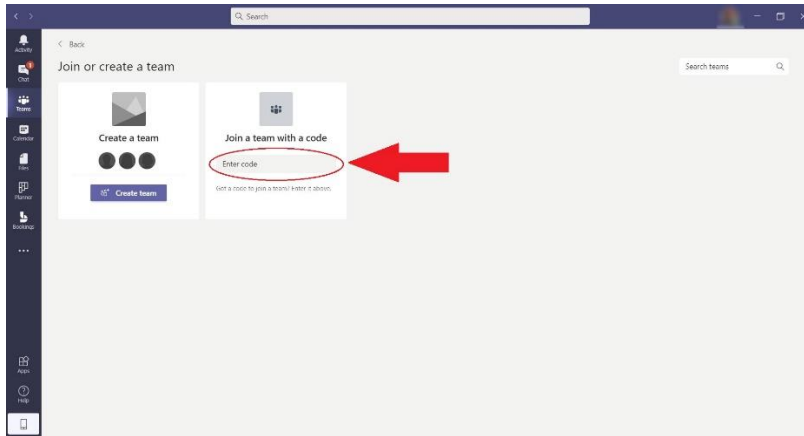 Search
Activity
Chat
1
Teams
Calendar
Files
Planner
Bookings
Apps
Help
Back
Join or create a team
Search teams
Create a team
Create team
Join a team with a code
Enter code
Got a code to join a team? Enter it above.